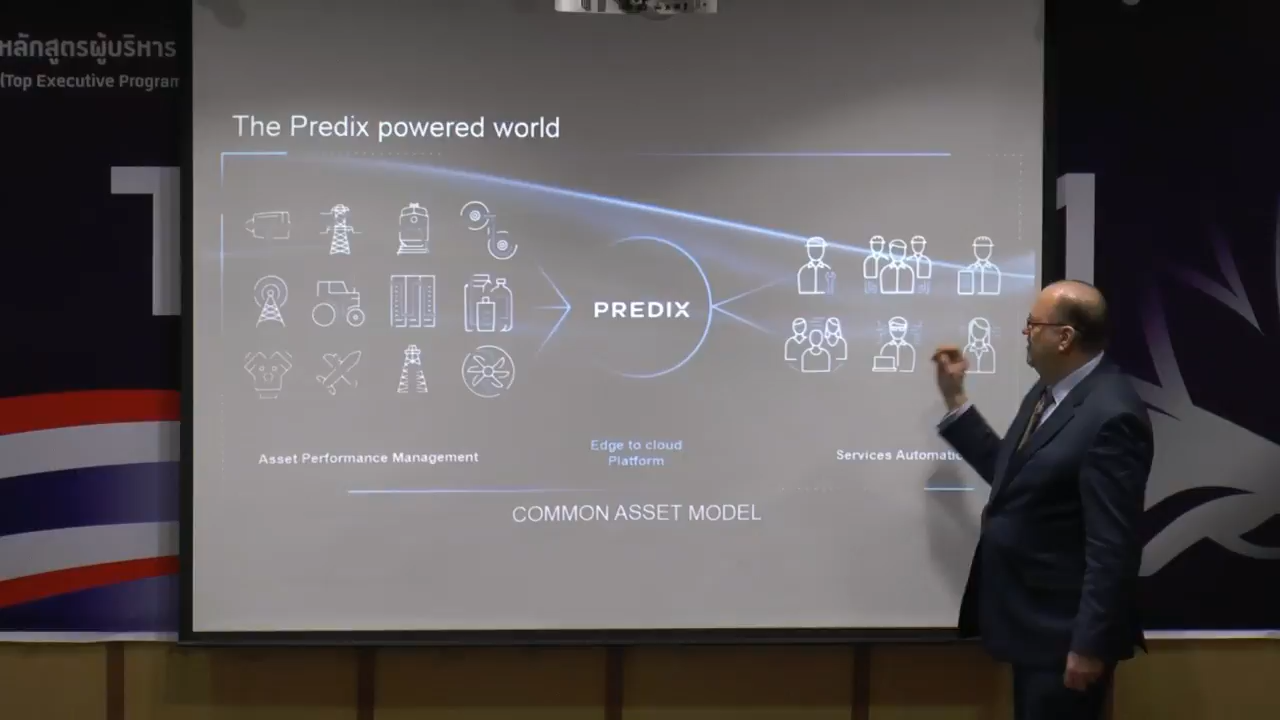 หลักสูตรผู้บริหาร
(Top Executive Program
The Predix powered world
PREDIX
Asset Performance Management
Edge to cloud
Platform
Services Automatio
COMMON ASSET MODEL